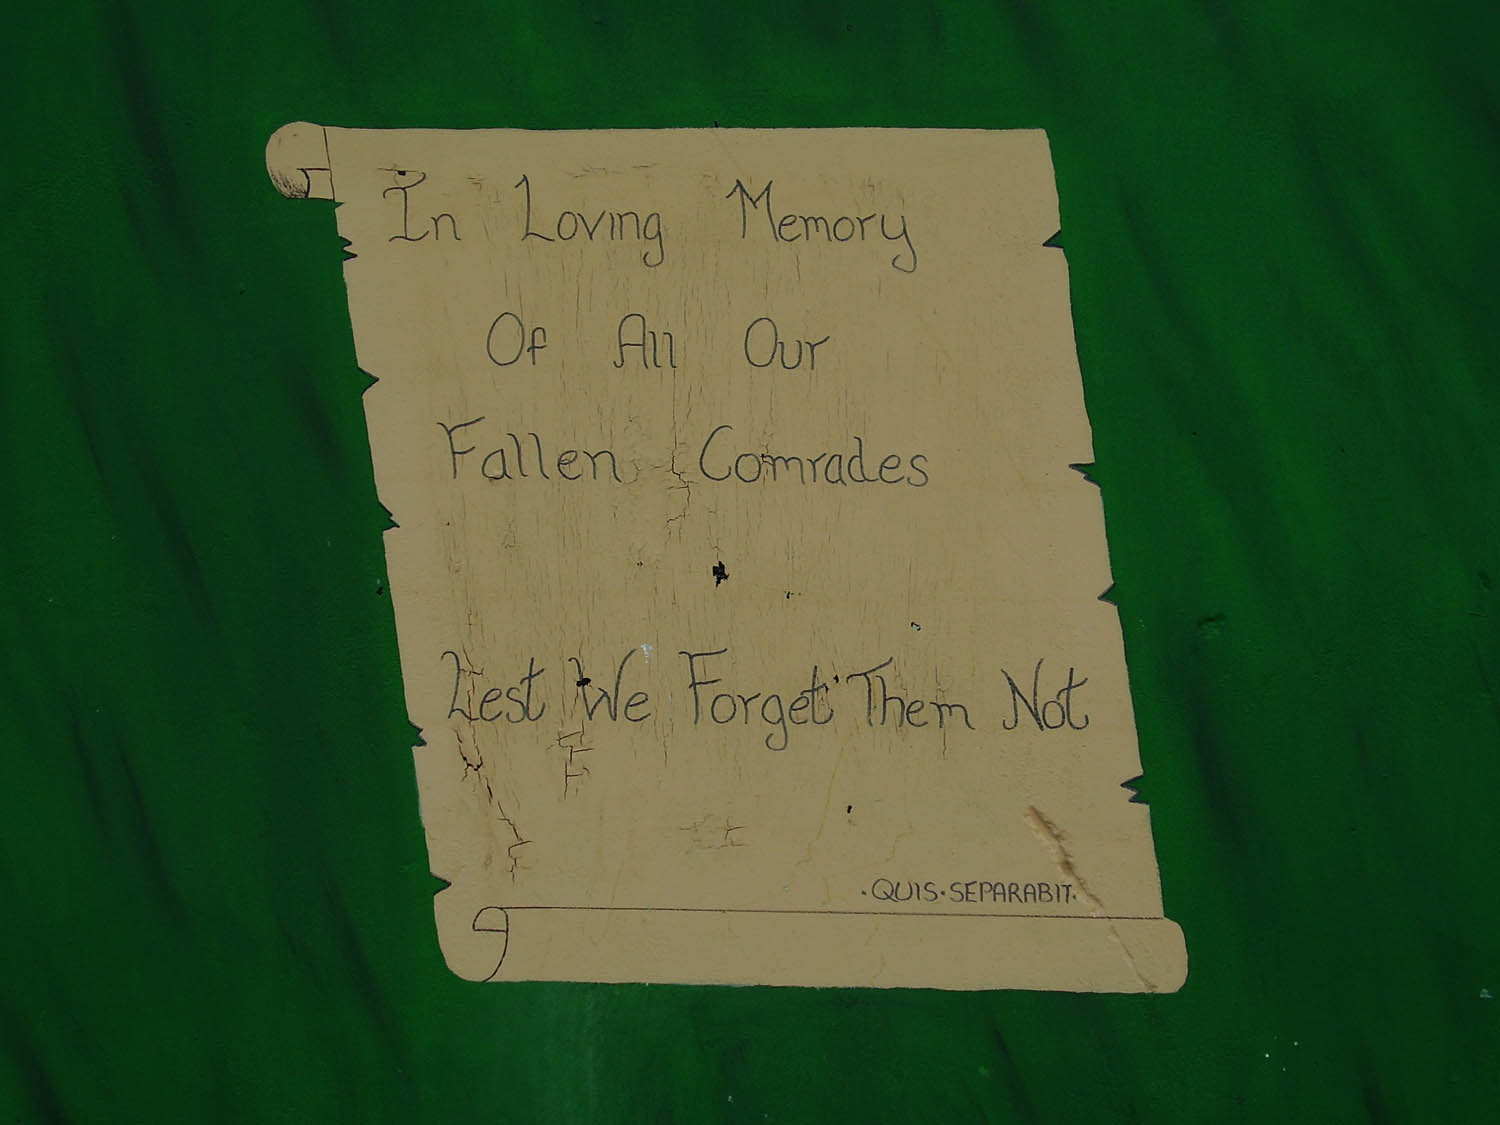 In Loving Memory
Of All Our
Fallen Comrades
Lest We Forget Them Not
·QUIS·SEPARABIT·